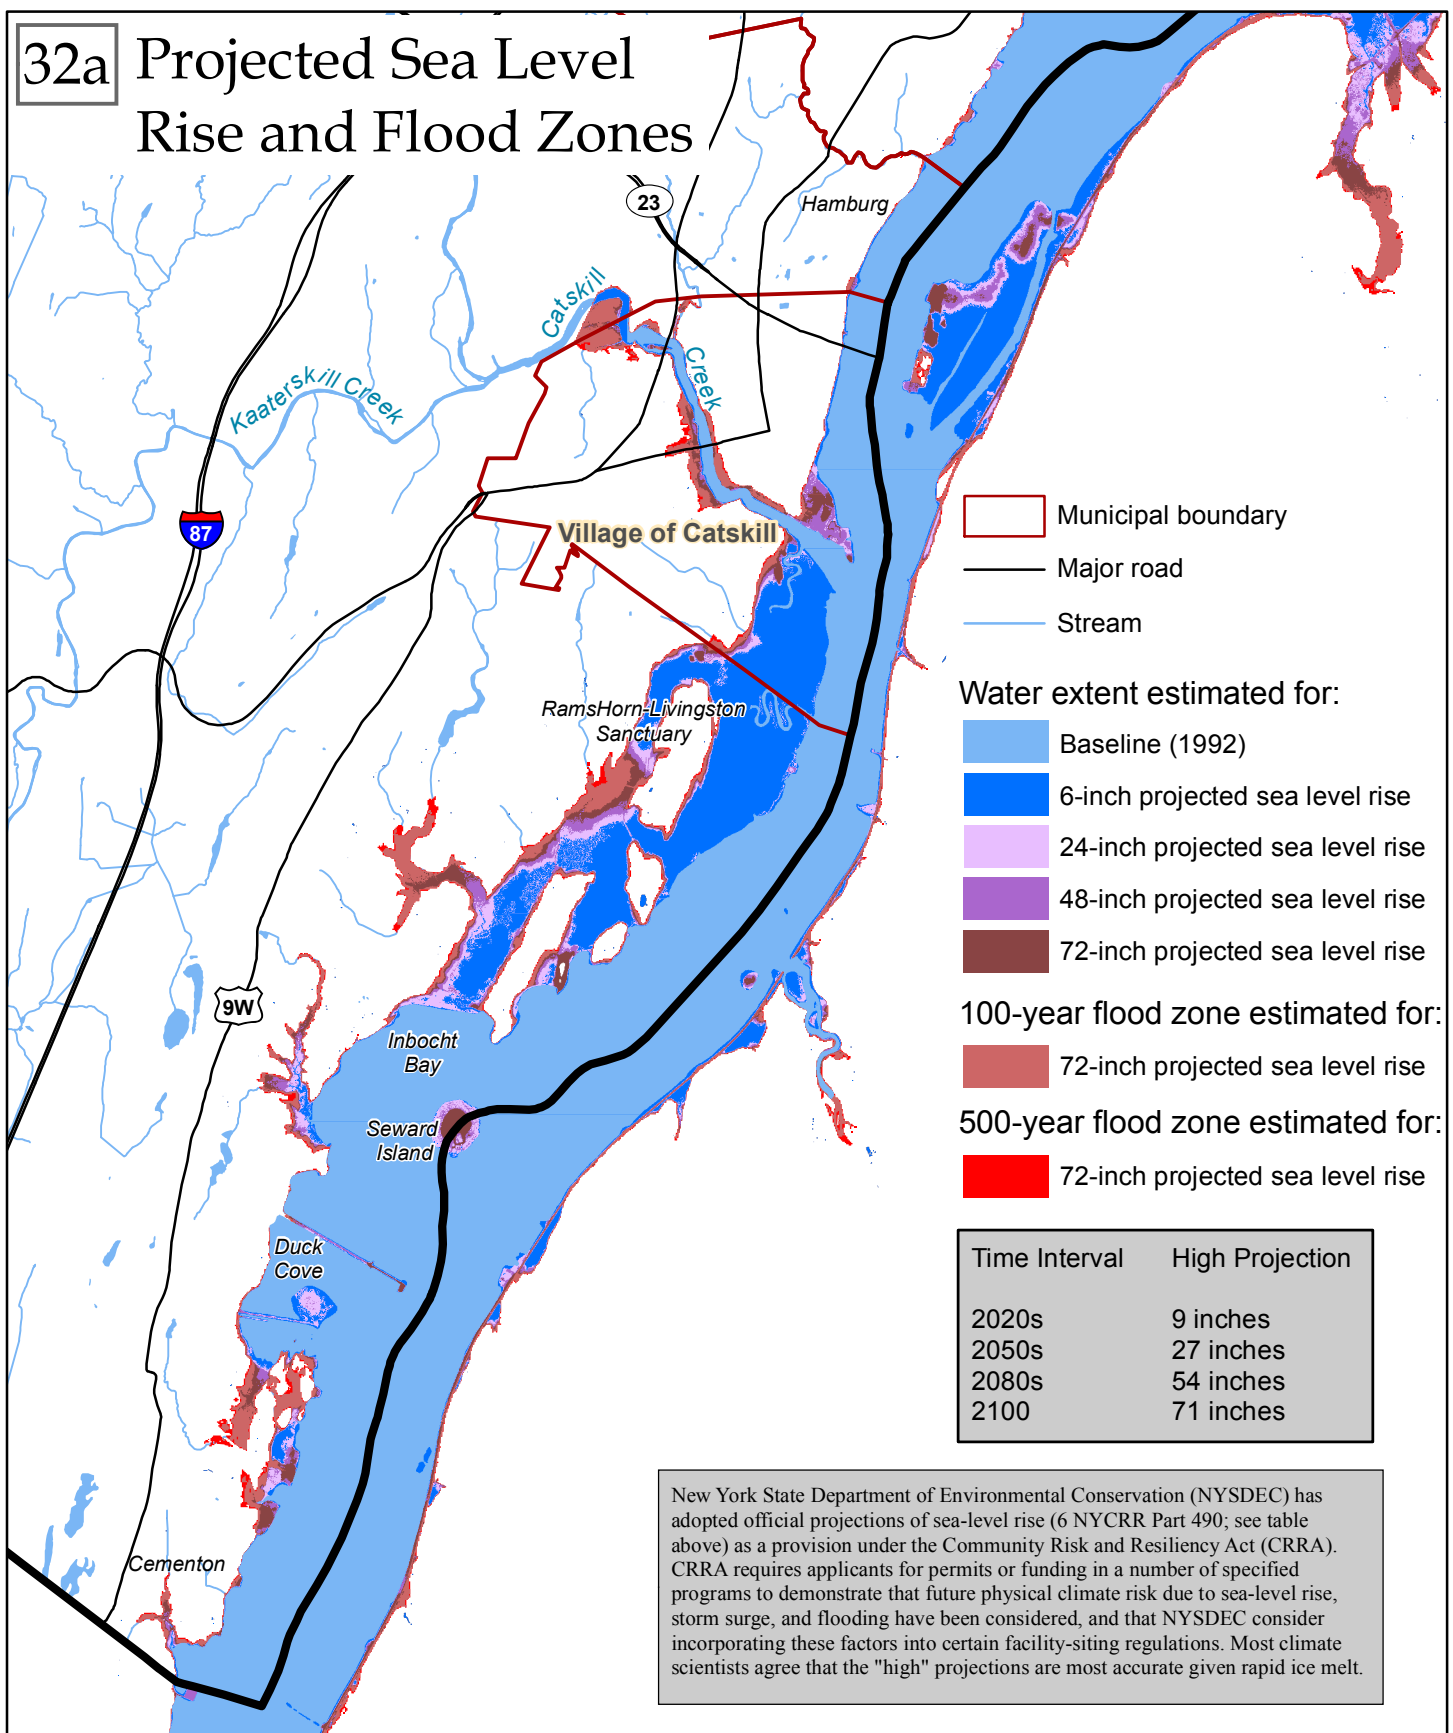 32a
Projected Sea Level
Rise and Flood Zones
23
Hamburg
Catskill
Creek
Kaaterskill Creek
87
Village of Catskill
Municipal boundary
Major road
Stream
Water extent estimated for:
Baseline (1992)
6-inch projected sea level rise
24-inch projected sea level rise
48-inch projected sea level rise
72-inch projected sea level rise
100-year flood zone estimated for:
72-inch projected sea level rise
500-year flood zone estimated for:
72-inch projected sea level rise
RamsHorn-Livingston
Sanctuary
9W
Inbocht
Bay
Seward
Island
Duck
Cove
Cementon
Time Interval High Projection
2020s 9 inches
2050s 27 inches
2080s 54 inches
2100 71 inches
New York State Department of Environmental Conservation (NYSDEC) has
adopted official projections of sea-level rise (6 NYCRR Part 490; see table
above) as a provision under the Community Risk and Resiliency Act (CRRA).
CRRA requires applicants for permits or funding in a number of specified
programs to demonstrate that future physical climate risk due to sea-level rise,
storm surge, and flooding have been considered, and that NYSDEC consider
incorporating these factors into certain facility-siting regulations. Most climate
scientists agree that the "high" projections are most accurate given rapid ice melt.